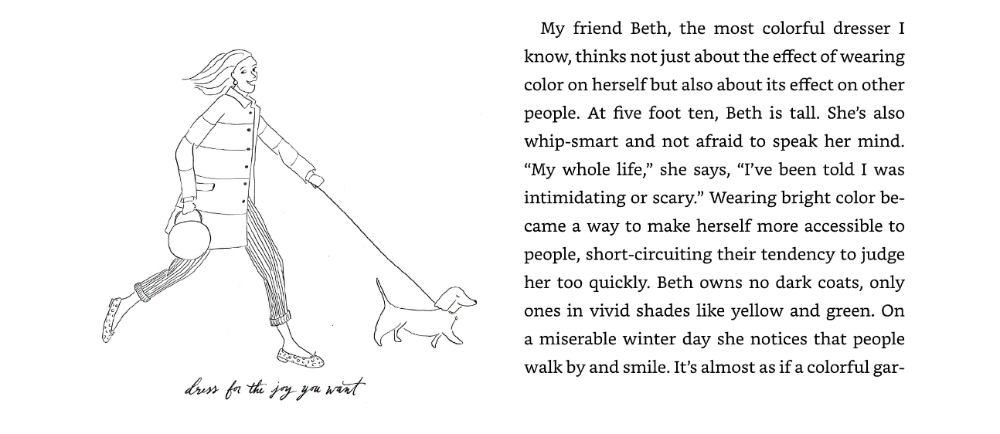 dress for the joy you want
My friend Beth, the most colorful dresser I
know, thinks not just about the effect of wearing
color on herself but also about its effect on other
people. At five foot ten, Beth is tall. She’s also
whip-smart and not afraid to speak her mind.
“My whole life,” she says, “I’ve been told I was
intimidating or scary.” Wearing bright color be-
came a way to make herself more accessible to
people, short-circuiting their tendency to judge
her too quickly. Beth owns no dark coats, only
ones in vivid shades like yellow and green. On
a miserable winter day she notices that people
walk by and smile. It’s almost as if a colorful gar-